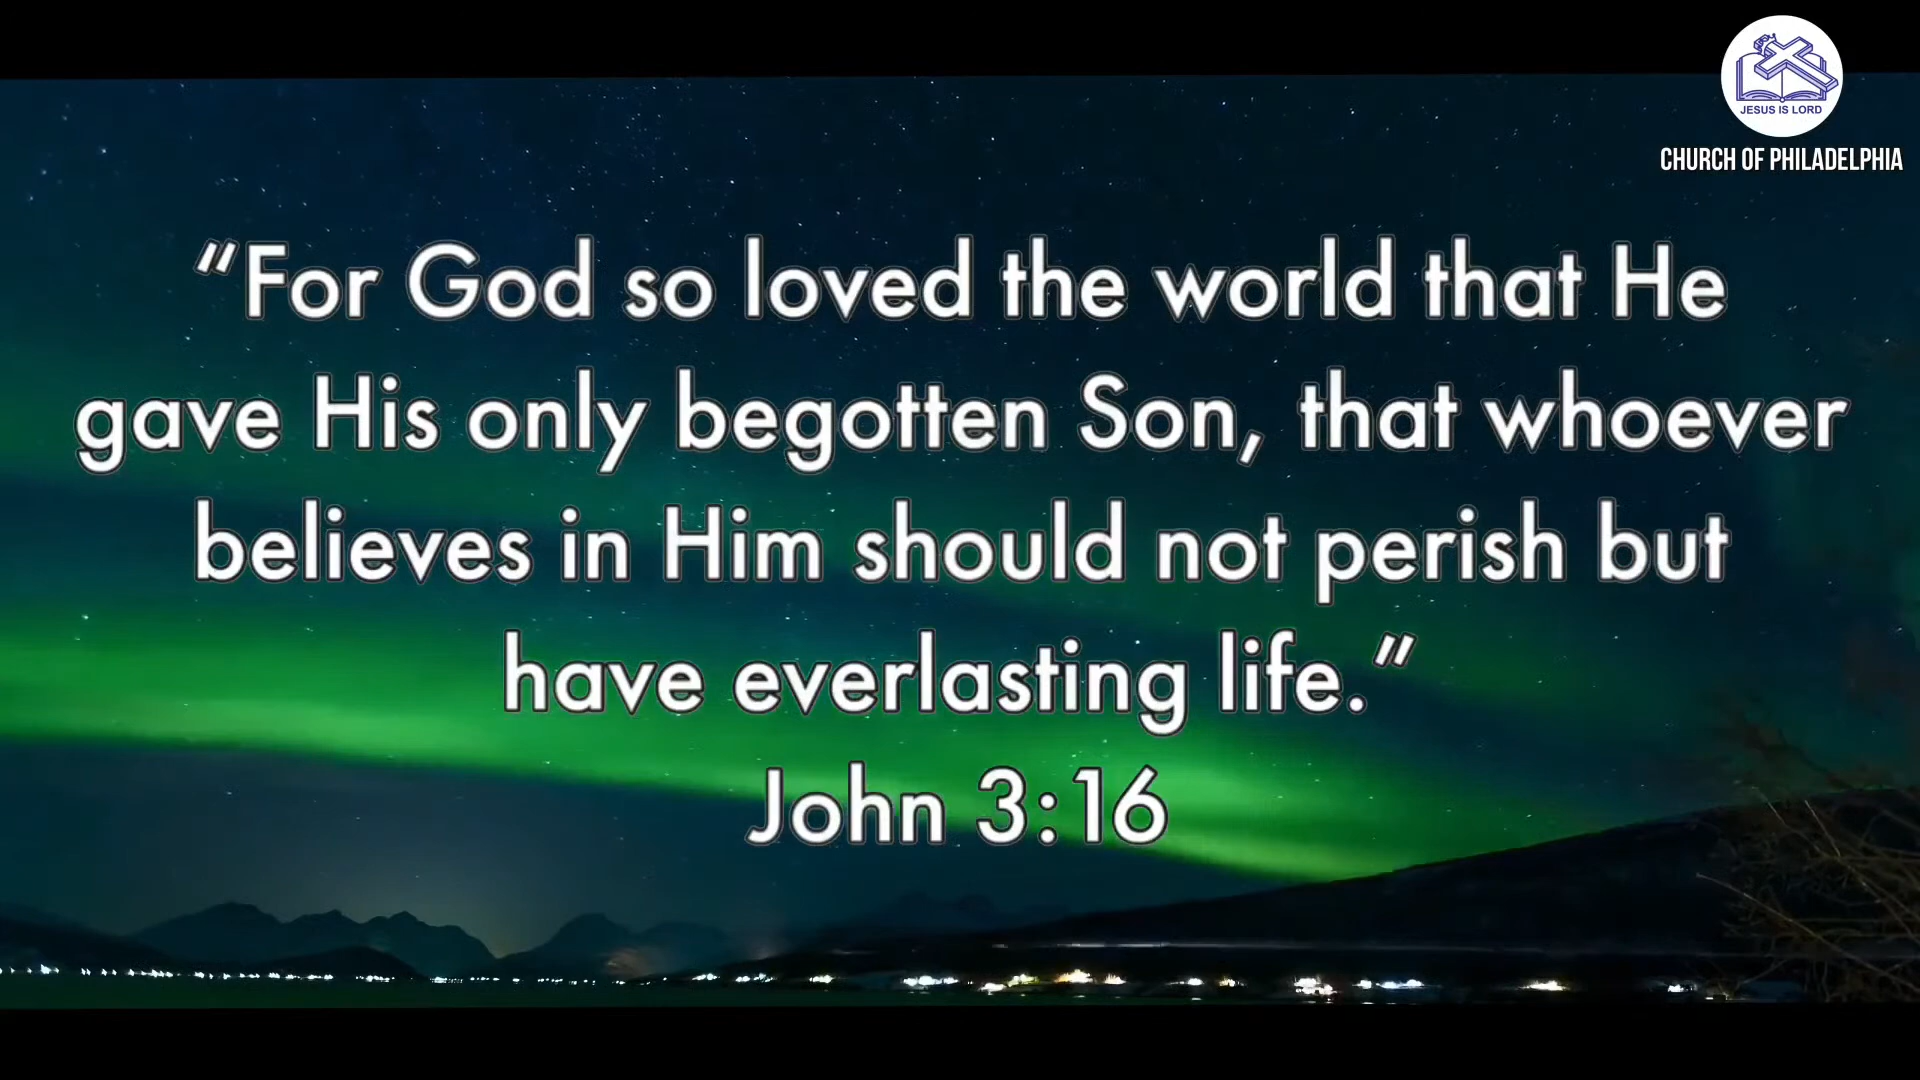 JESUS IS LORD
CHURCH OF PHILADELPHIA
“For God so loved the world that He
gave His only begotten Son, that whoever
believes in Him should not perish but
have everlasting life.”
John 3:16